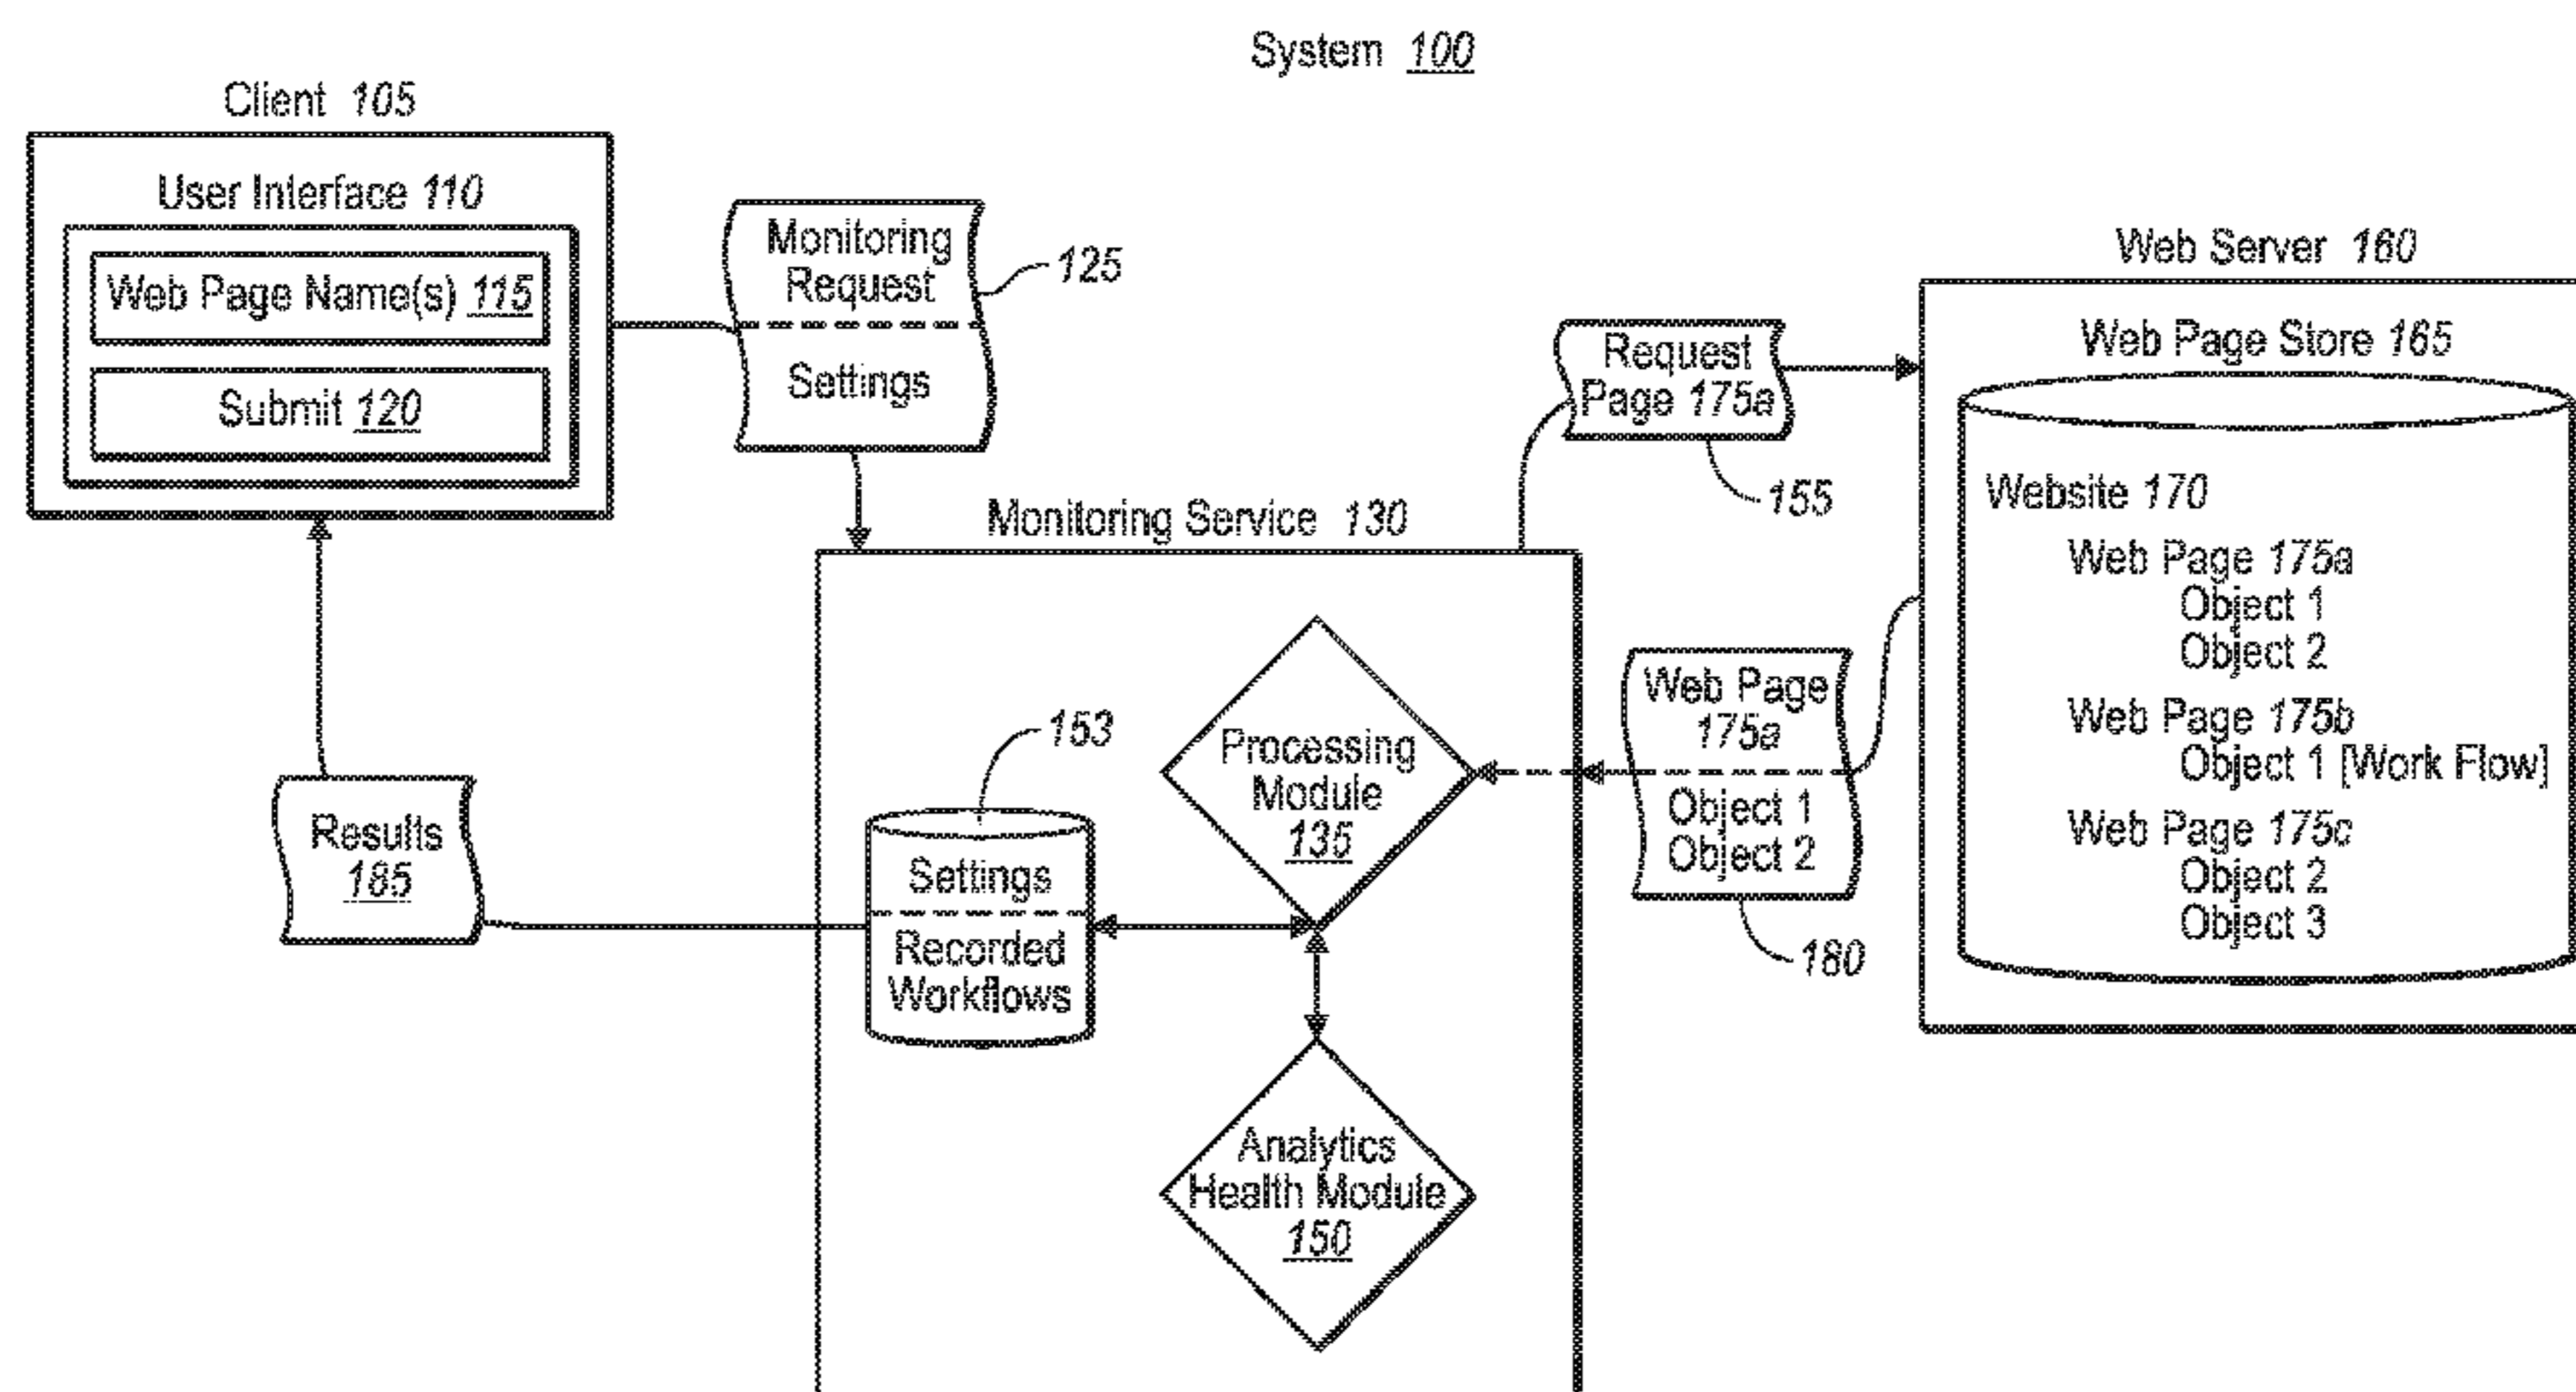 System 100
Client 105
User Interface 110
Web Page Name(s) 115
Submit 120
Monitoring
Request
Settings
125
Monitoring Service 130
Request
Page 175a
155
Web Server 160
Web Page Store 165
Website 170
Web Page 175a
Object 1
Object 2
Web Page 175b
Object 1 [Work Flow]
Web Page 175c
Object 2
Object 3
Web Page
175a
Object 1
Object 2
180
Processing
Module
135
153
Settings
Recorded
Workflows
Results
185
Analytics
Health Module
150